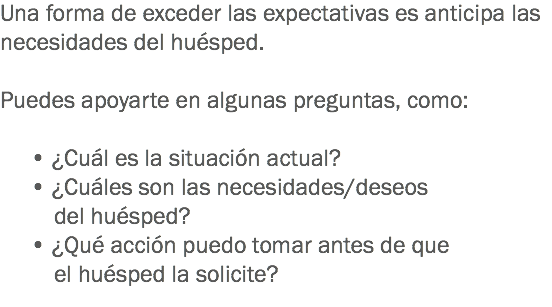 Una forma de exceder las expectativas es anticipa las
necesidades del huésped.
Puedes apoyarte en algunas preguntas, como:
• ¿Cuál es la situación actual?
• ¿Cuáles son las necesidades/deseos
del huésped?
• ¿Qué acción puedo tomar antes de que
el huésped la solicite?